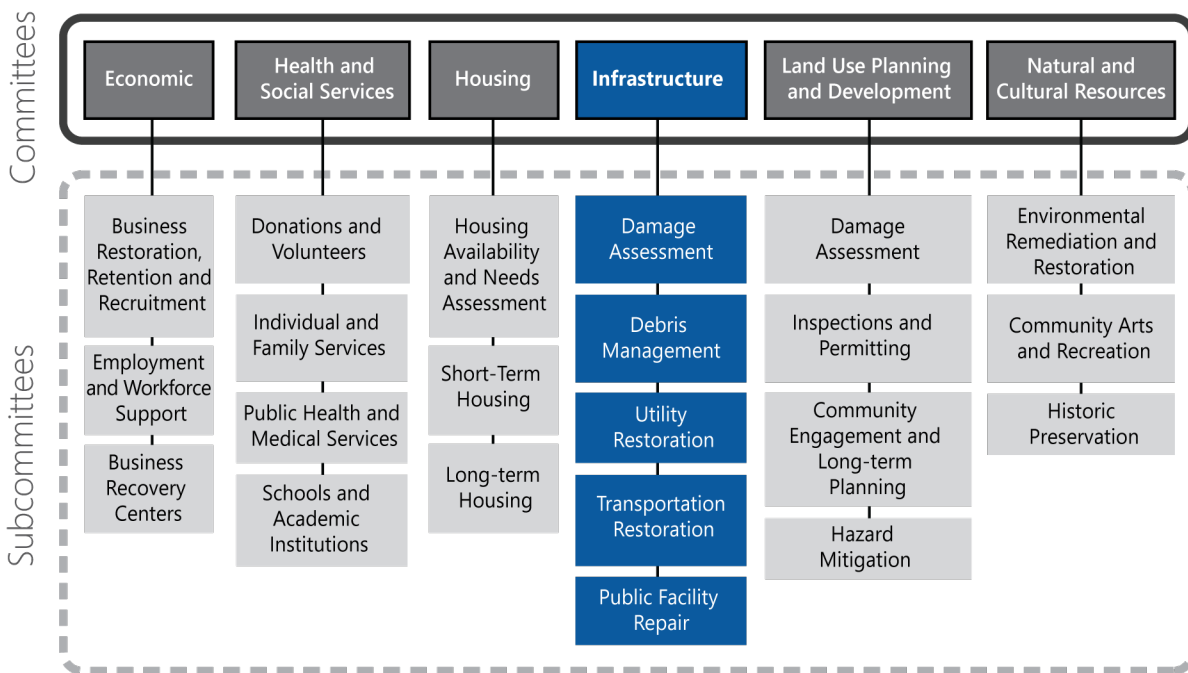 Committees
Economic
Health and
Social Services
Housing
Infrastructure
Land Use Planning
and Development
Natural and
Cultural Resources
Subcommittees
Business
Restoration,
Retention and
Recruitment
Employment
and Workforce
Support
Business
Recovery
Centers
Donations and
Volunteers
Individual and
Family Services
Public Health and
Medical Services
Schools and
Academic
Institutions
Housing
Availability
and Needs
Assessment
Short-Term
Housing
Long-term
Housing
Damage
Assessment
Debris
Management
Utility
Restoration
Transportation
Restoration
Public Facility
Repair
Damage
Assessment
Inspections and
Permitting
Community
Engagement and
Long-term
Planning
Hazard
Mitigation
Environmental
Remediation and
Restoration
Community Arts
and Recreation
Historic
Preservation